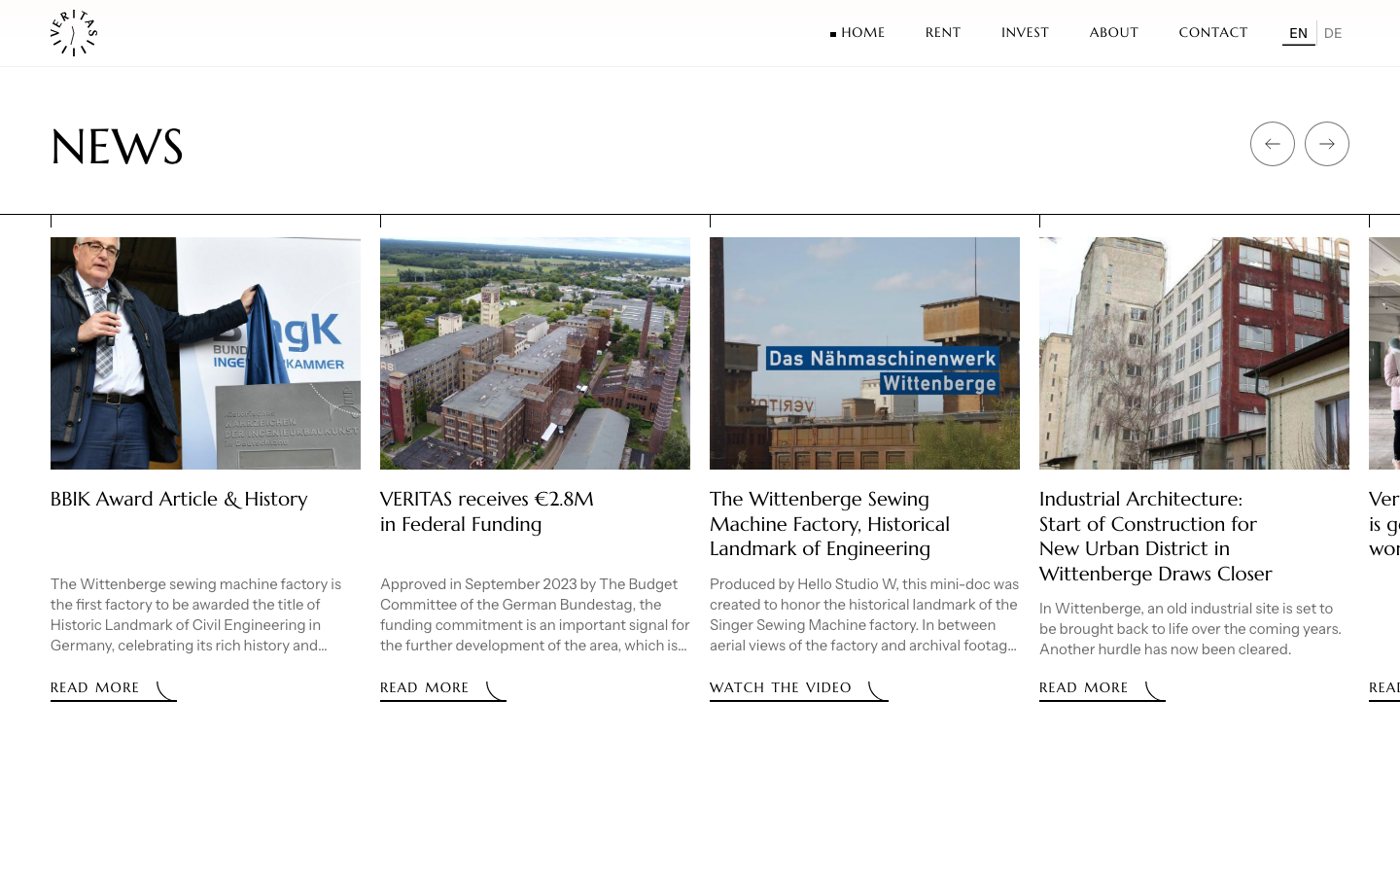 VERITAS
HOME
RENT
INVEST
ABOUT
CONTACT
EN
DE
NEWS
ngK
BUND
INGE KAMMER
WAHRZEICHEN
DER INGENIEURBAUKUNST
Das Nähmaschinenwerk
Wittenberge
VERITAS
BBIK Award Article & History
The Wittenberge sewing machine factory is
the first factory to be awarded the title of
Historic Landmark of Civil Engineering in
Germany, celebrating its rich history and...
READ MORE
VERITAS receives €2.8M
in Federal Funding
Approved in September 2023 by The Budget
Committee of the German Bundestag, the
funding commitment is an important signal for
the further development of the area, which is...
READ MORE
The Wittenberge Sewing
Machine Factory, Historical
Landmark of Engineering
Produced by Hello Studio W, this mini-doc was
created to honor the historical landmark of the
Singer Sewing Machine factory. In between
aerial views of the factory and archival footag...
WATCH THE VIDEO
Industrial Architecture:
Start of Construction for
New Urban District in
Wittenberge Draws Closer
In Wittenberge, an old industrial site is set to
be brought back to life over the coming years.
Another hurdle has now been cleared.
READ MORE
Ver
is g
wor
READ